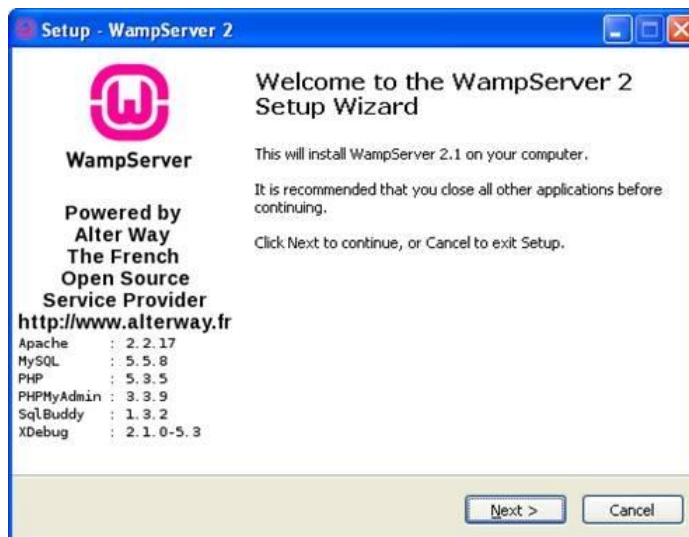 Setup - WampServer 2
WampServer
Powered by
Alter Way
The French
Open Source
Service Provider
http://www.alterway.fr
Apache : 2.2.17
MySQL : 5.5.8
PHP : 5.3.5
PHPMyAdmin : 3.3.9
SqlBuddy : 1.3.2
XDebug : 2.1.0-5.3
Welcome to the WampServer 2
Setup Wizard
This will install WampServer 2.1 on your computer.
It is recommended that you close all other applications before
continuing.
Click Next to continue, or Cancel to exit Setup.
Next >
Cancel